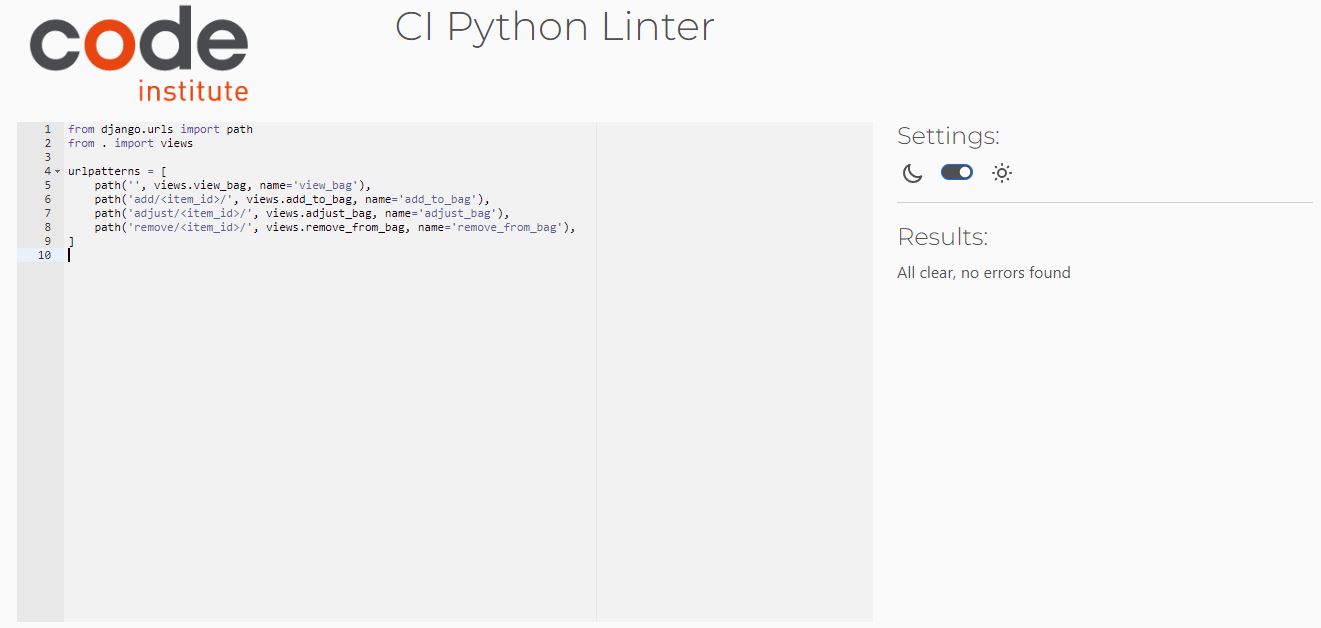 code
institute
CI Python Linter
1 from django.urls import path
2 from . import views
3
4 urlpatterns = [
5     path('', views.view_bag, name='view_bag'),
6     path('add/<item_id>/', views.add_to_bag, name='add_to_bag'),
7     path('adjust/<item_id>/', views.adjust_bag, name='adjust_bag'),
8     path('remove/<item_id>/', views.remove_from_bag, name='remove_from_bag'),
9 ]
10
Settings:
Results:
All clear, no errors found